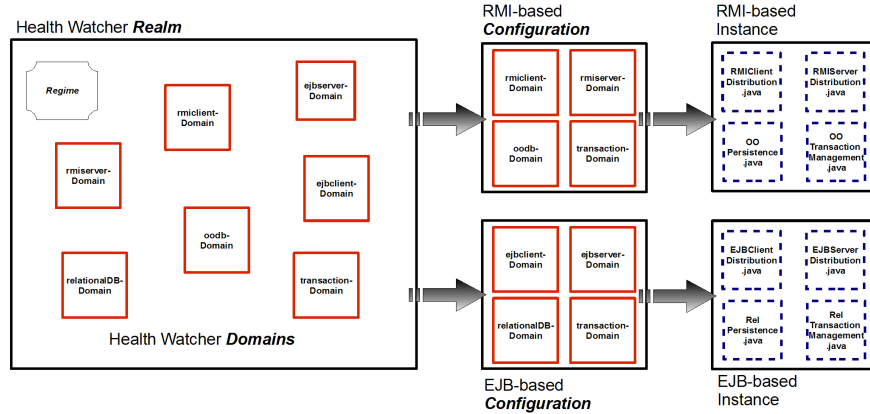 Health Watcher Realm
Regime
rmiclient-
Domain
ejbserver-
Domain
rmiserver-
Domain
ejbclient-
Domain
oodb-
Domain
relationalDB-
Domain
transaction-
Domain
Health Watcher Domains
RMI-based
Configuration
rmiclient-
Domain
rmiserver-
Domain
oodb-
Domain
transaction-
Domain
RMI-based
Instance
RMIClient
Distribution
.java
RMIServer
Distribution
.java
OO
Persistence
.java
OO
Transaction
Management
.java
ejbclient-
Domain
ejbserver-
Domain
relationalDB-
Domain
transaction-
Domain
EJB-based
Configuration
EJBClient
Distribution
.java
EJBServer
Distribution
.java
Rel
Persistence
.java
Rel
Transaction
Management
.java
EJB-based
Instance